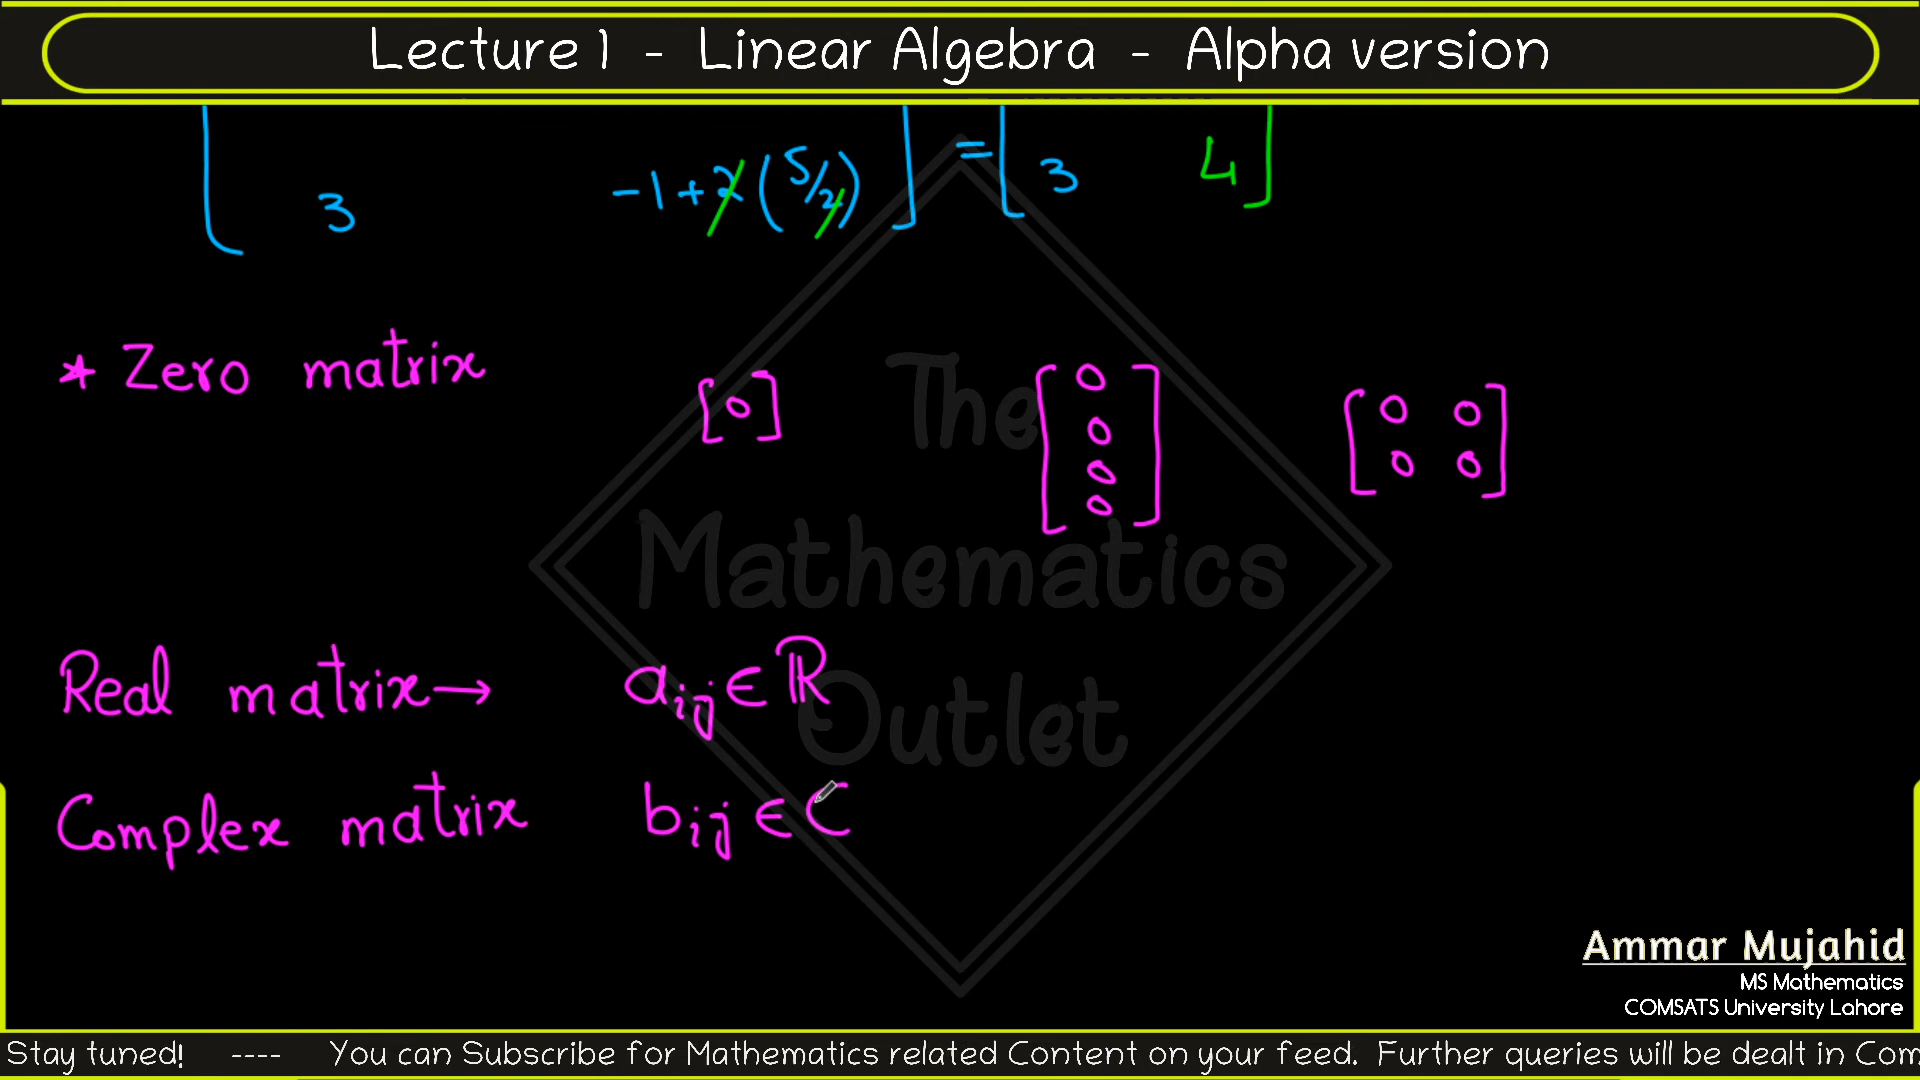 Lecture 1 - Linear Algebra - Alpha version
[ 3 -1+2(5/2) ] = [ 3 4 ]
* Zero matrix [0] [0 0 0 0] [0 0
0 0]
The
Mathematics
Outlet
Real matrix → aij ∈ ℝ
Complex matrix bij ∈ C
Ammar Mujahid
MS Mathematics
COMSATS University Lahore
Stay tuned! ---- You can Subscribe for Mathematics related Content on your feed. Further queries will be dealt in Com